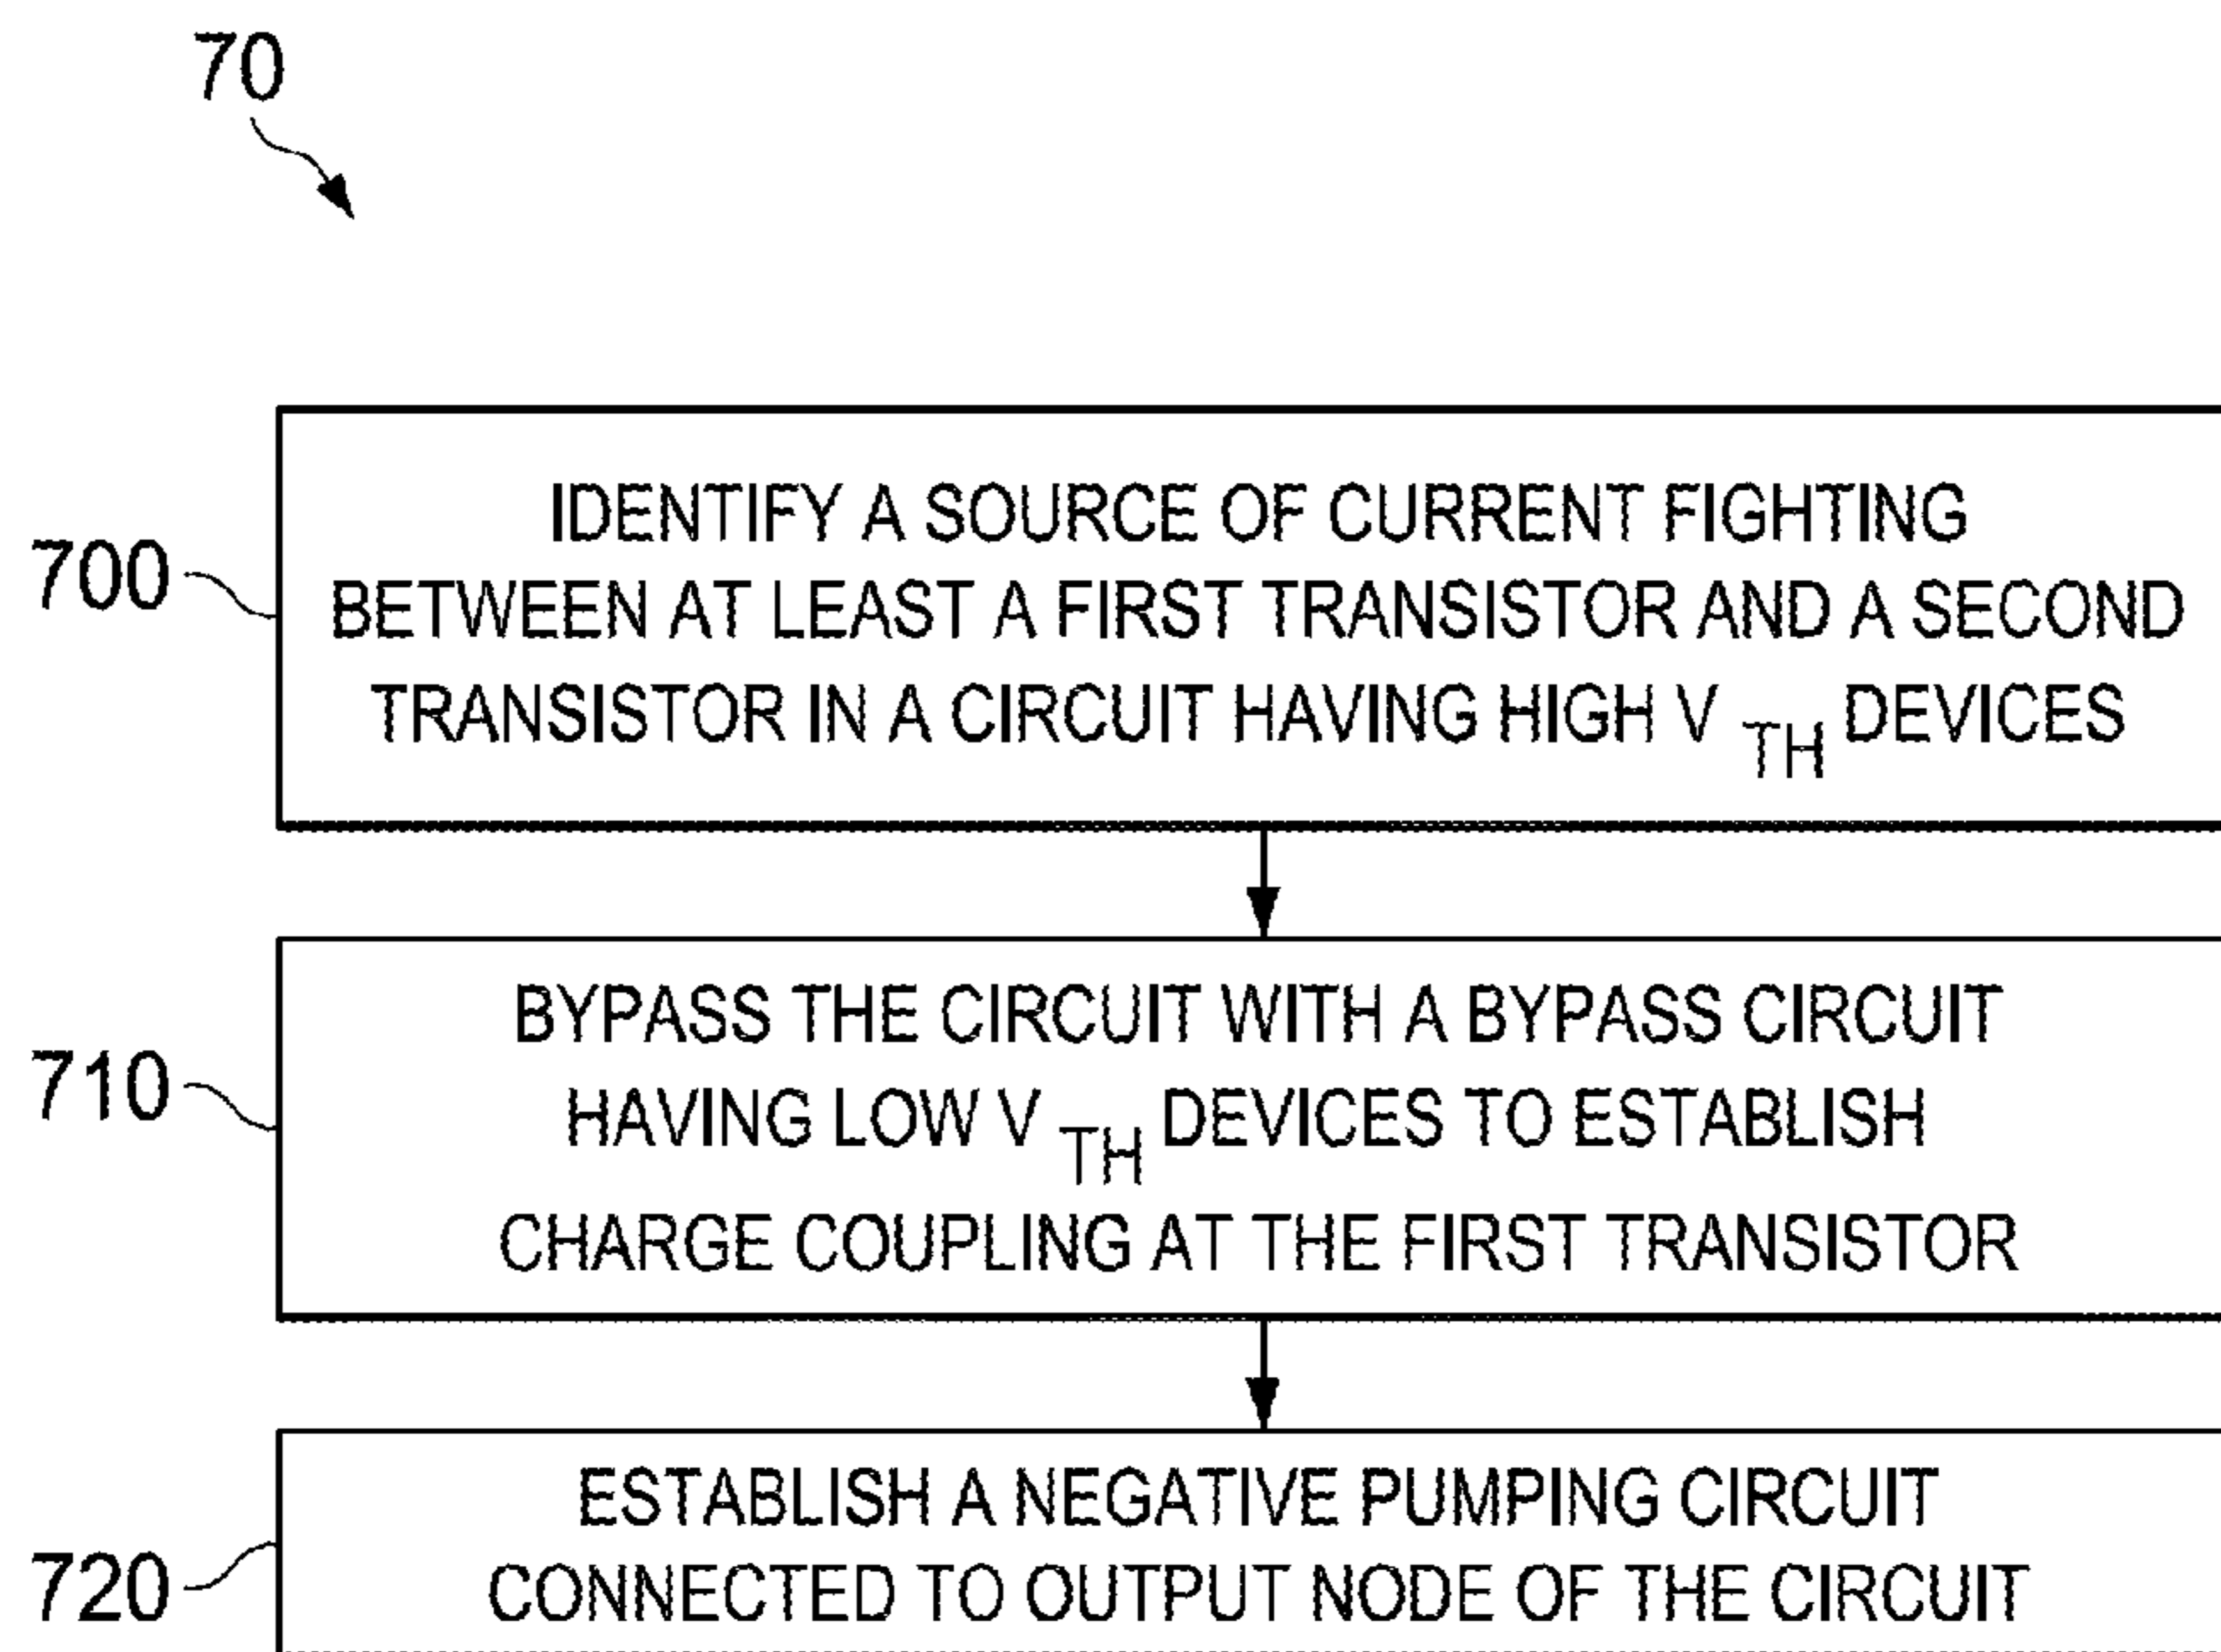 70
700
IDENTIFY A SOURCE OF CURRENT FIGHTING
BETWEEN AT LEAST A FIRST TRANSISTOR AND A SECOND
TRANSISTOR IN A CIRCUIT HAVING HIGH V TH DEVICES
710
BYPASS THE CIRCUIT WITH A BYPASS CIRCUIT
HAVING LOW V TH DEVICES TO ESTABLISH
CHARGE COUPLING AT THE FIRST TRANSISTOR
720
ESTABLISH A NEGATIVE PUMPING CIRCUIT
CONNECTED TO OUTPUT NODE OF THE CIRCUIT